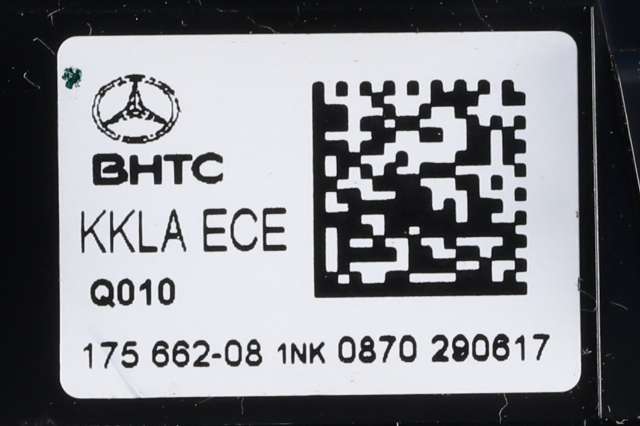 BHTC
KKLA ECE
Q010
175 662-08 1NK 0870 290617